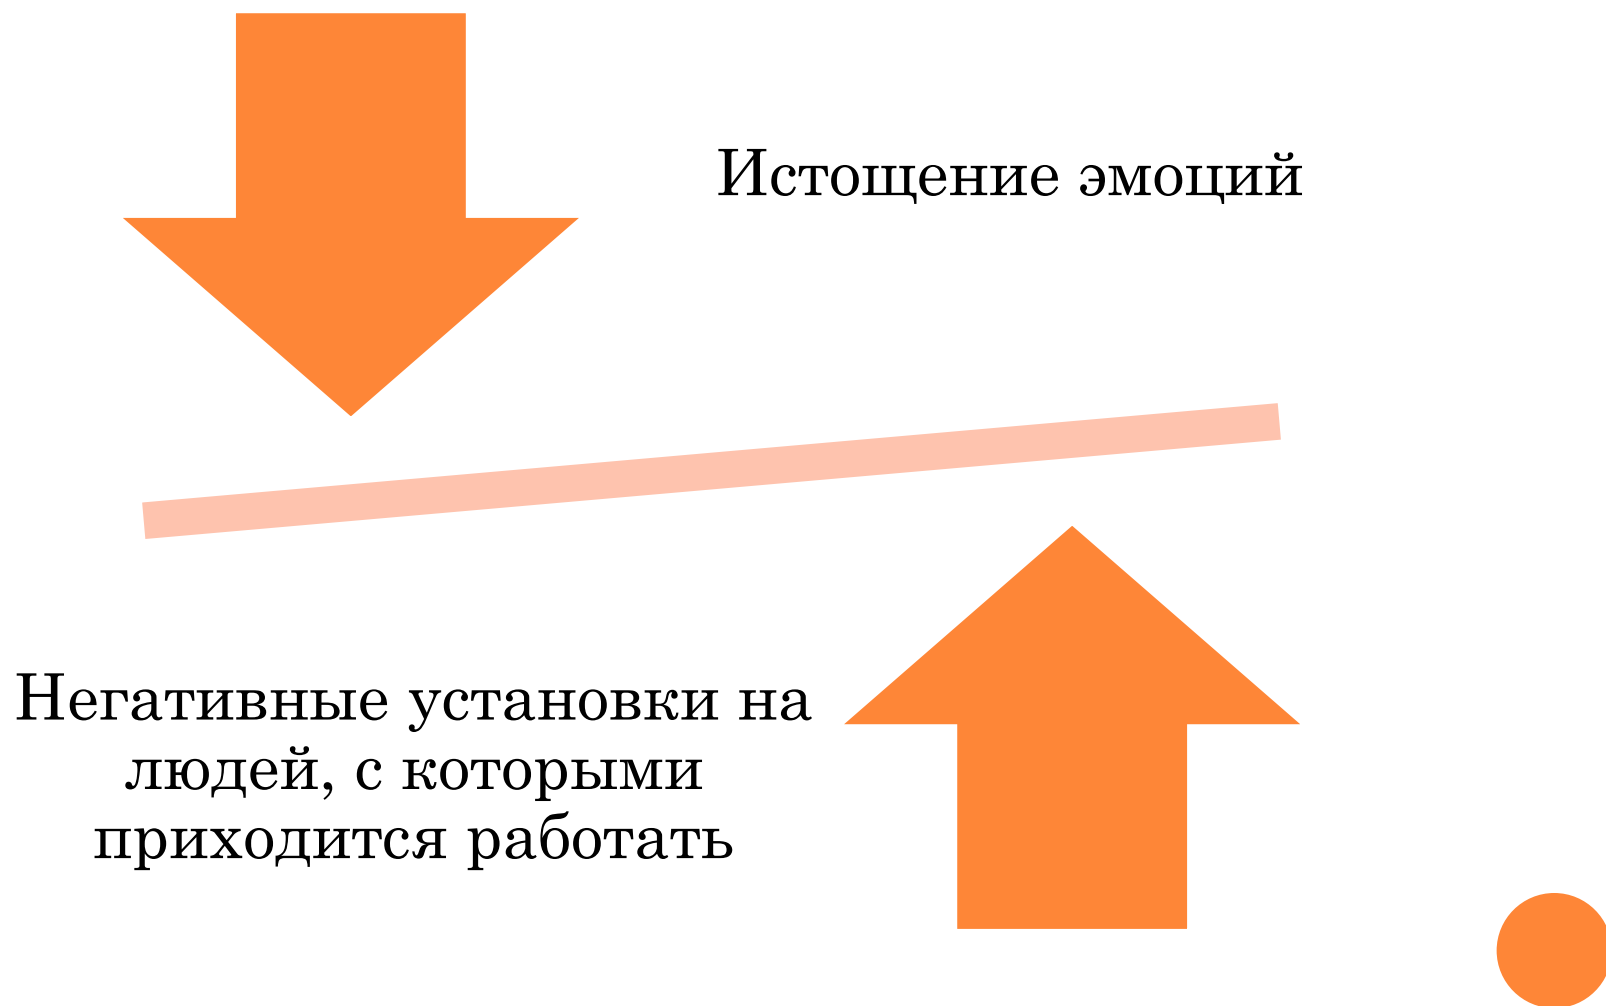 Истощение эмоций
Негативные установки на
людей, с которыми
приходится работать